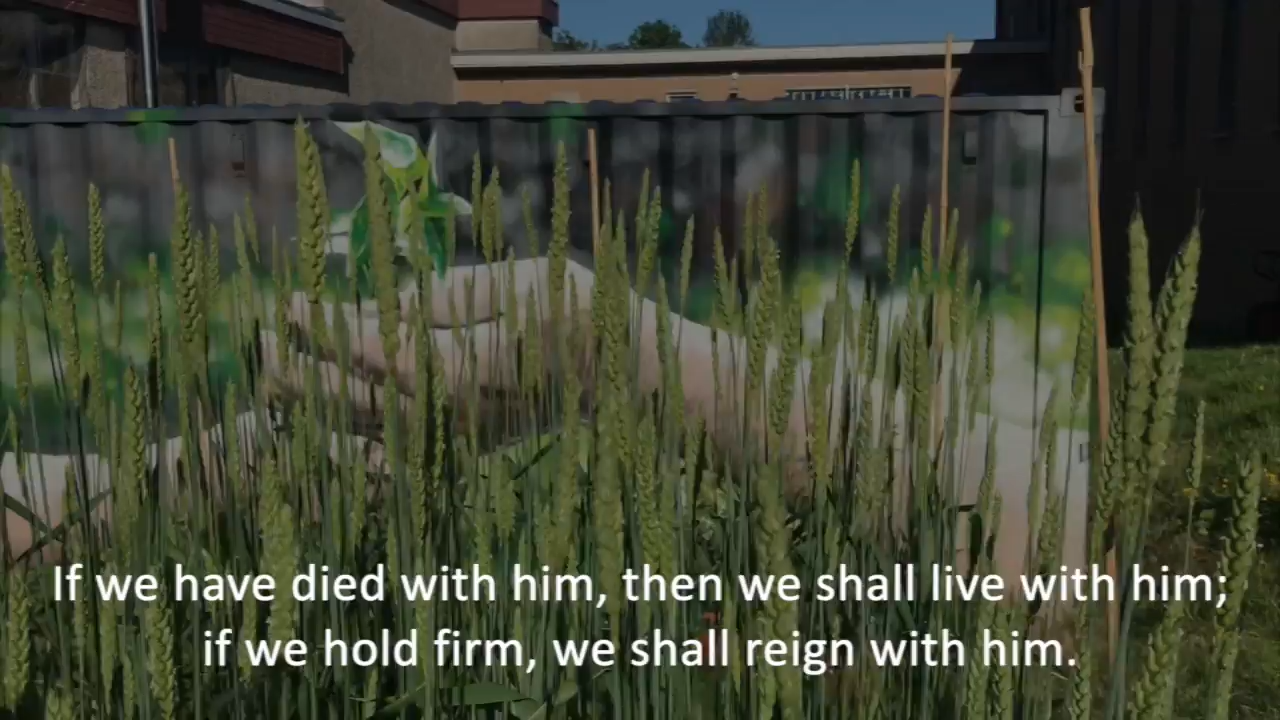 If we have died with him, then we shall live with him;
if we hold firm, we shall reign with him.